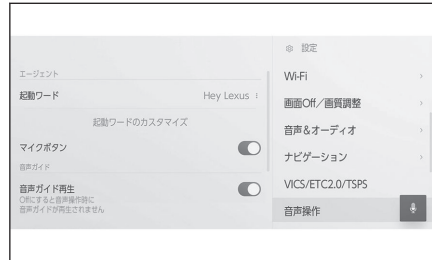 エージェント
起動ワード
Hey Lexus
起動ワードのカスタマイズ
マイクボタン
音声ガイド
音声ガイド再生
Offにすると音声操作時に
音声ガイドが再生されません
設定
Wi-Fi
画面Off／画質調整
音声＆オーディオ
ナビゲーション
VICS/ETC2.0/TSPS
音声操作